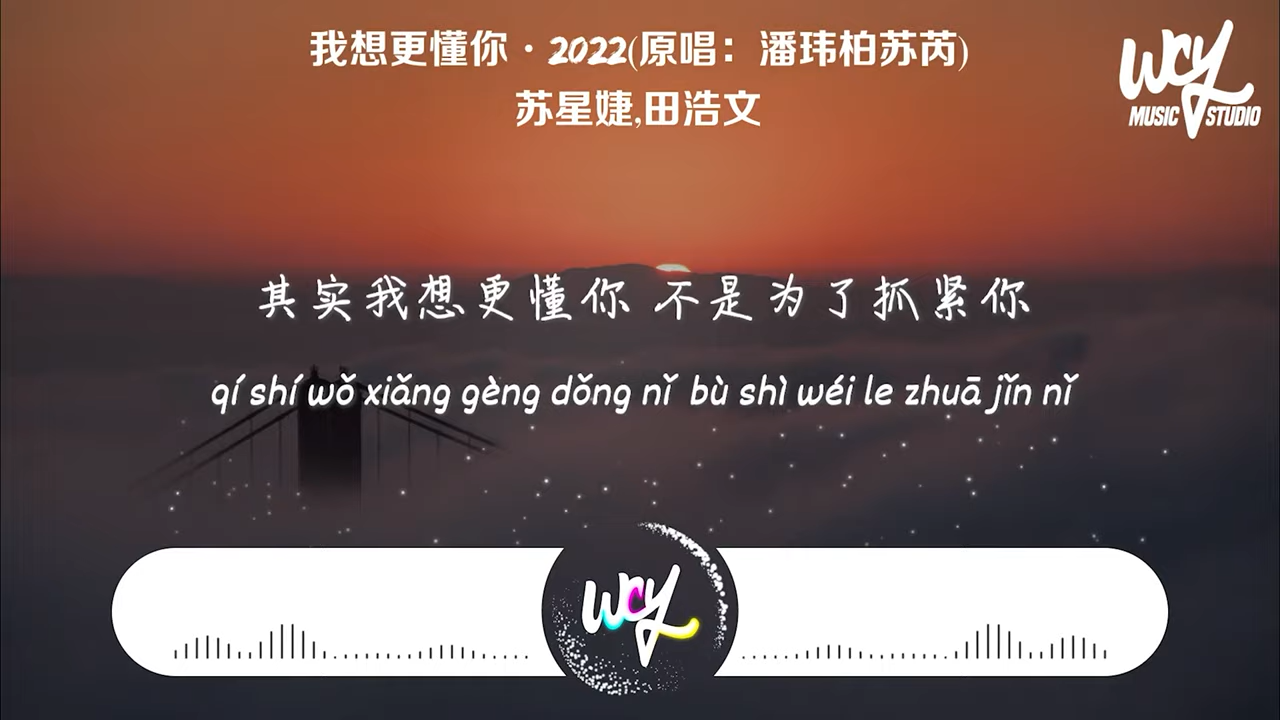 我想更懂你·2022(原唱：潘玮柏苏芮)
苏星婕,田浩文
wcy
MUSIC STUDIO
其实我想更懂你 不是为了抓紧你
qí shí wǒ xiǎng gèng dǒng nǐ bù shì wéi le zhuā jǐn nǐ
wcy